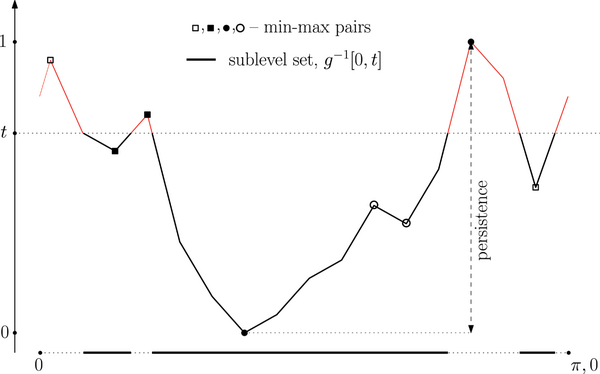 □,■,●,○ – min-max pairs
sublevel set, g⁻¹[0, t]
1
t
persistence
0
0
π, 0